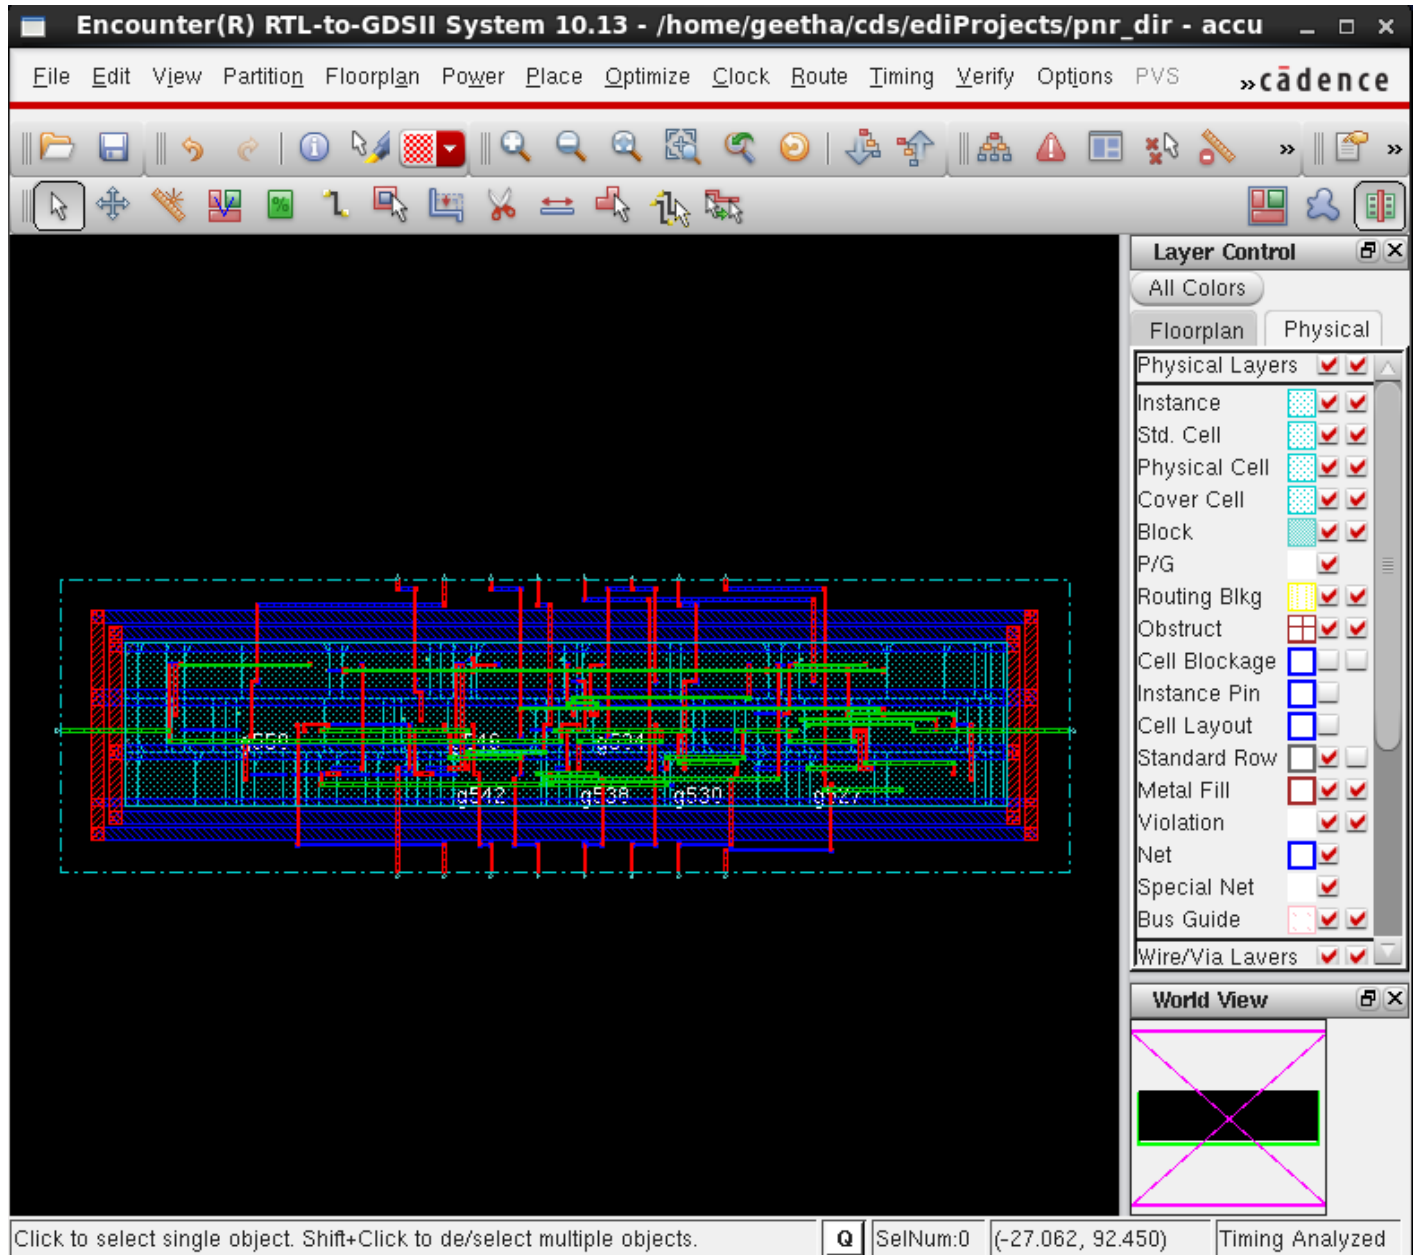 Encounter(R) RTL-to-GDSII System 10.13 - /home/geetha/cds/ediProjects/pnr_dir - accu
File Edit View Partition Floorplan Power Place Optimize Clock Route Timing Verify Options PVS » cādence
» »
Layer Control
All Colors
Floorplan Physical
Physical Layers
Instance
Std. Cell
Physical Cell
Cover Cell
Block
P/G
Routing Blkg
Obstruct
Cell Blockage
Instance Pin
Cell Layout
Standard Row
Metal Fill
Violation
Net
Special Net
Bus Guide
Wire/Via Layers
g542 g538 g530 g527
World View
Click to select single object. Shift+Click to de/select multiple objects. Q SelNum:0 (-27.062, 92.450) Timing Analyzed